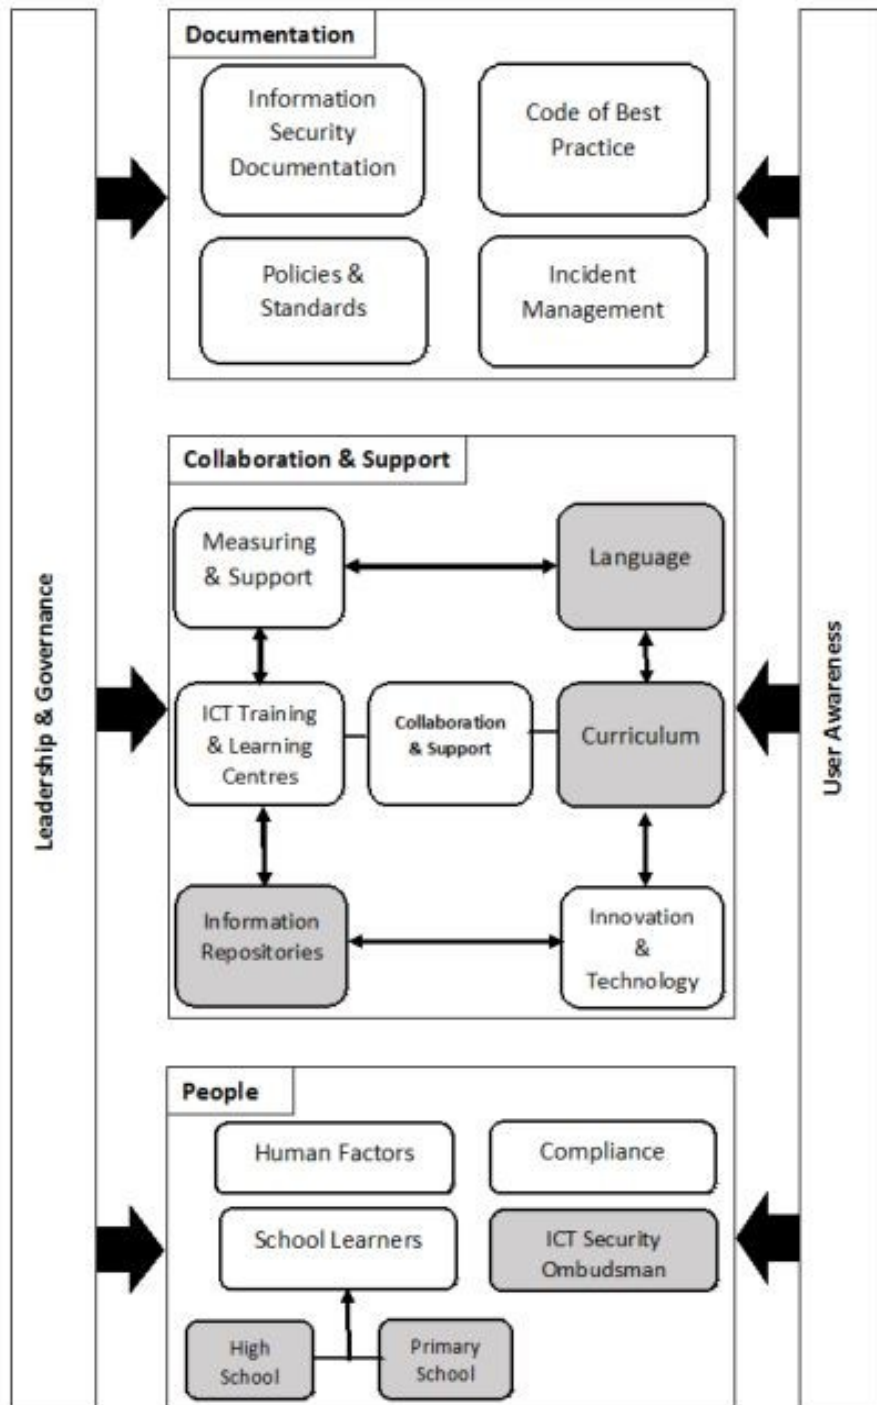 Documentation
Information
Security
Documentation
Code of Best
Practice
Policies &
Standards
Incident
Management
Leadership & Governance
Collaboration & Support
Measuring
& Support
Language
ICT Training
& Learning
Centres
Collaboration
& Support
Curriculum
Information
Repositories
Innovation
&
Technology
User Awareness
People
Human Factors
Compliance
School Learners
ICT Security
Ombudsman
High
School
Primary
School